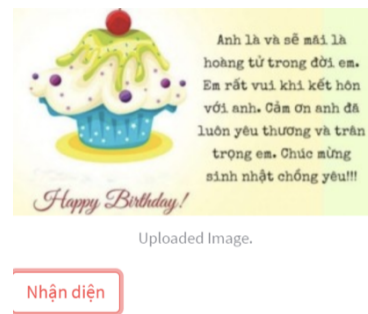 Anh là và sẽ mãi là
hoàng tử trong đời em.
Em rất vui khi kết hôn
với anh. Cảm ơn anh đã
luôn yêu thương và trân
trọng em. Chúc mừng
sinh nhật chồng yêu!!!
Happy Birthday!
Uploaded Image.
Nhận diện